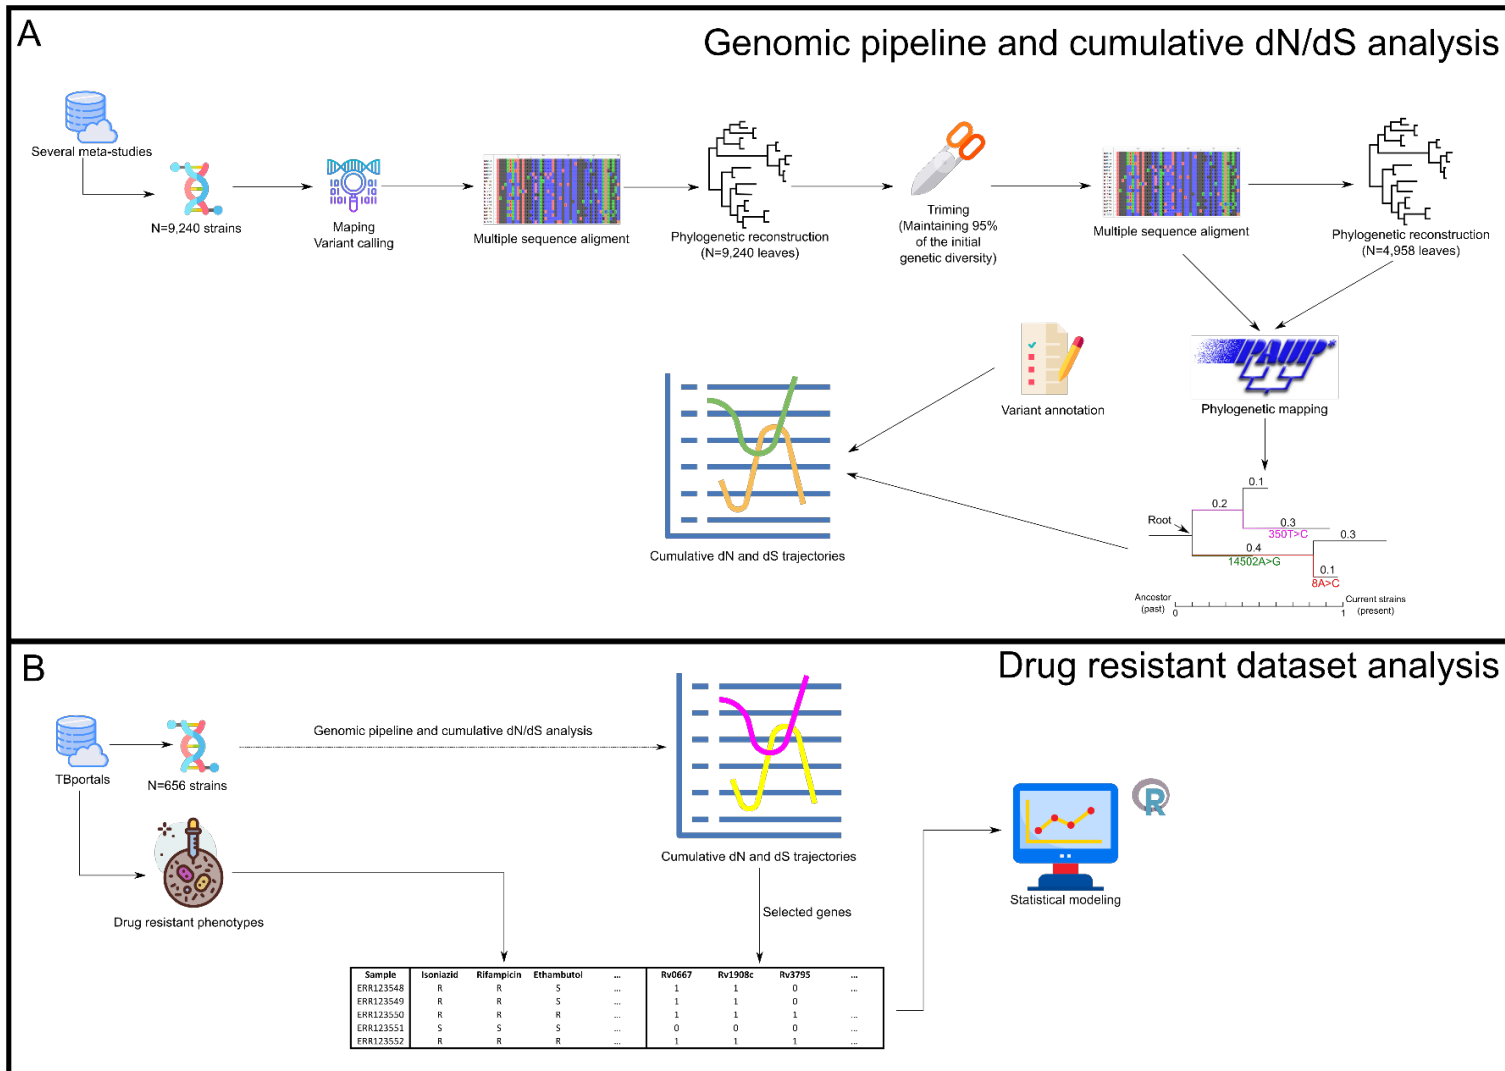 A
Genomic pipeline and cumulative dN/dS analysis
Several meta-studies
N=9,240 strains
Maping
Variant calling
Multiple sequence aligment
Phylogenetic reconstruction
(N=9,240 leaves)
Triming
(Maintaining 95%
of the initial
genetic diversity)
Multiple sequence aligment
Phylogenetic reconstruction
(N=4,958 leaves)
Variant annotation
PAUP*
Phylogenetic mapping
Cumulative dN and dS trajectories
Root
0.1
0.2
0.3
350T>C
0.3
0.4
14502A>G
0.1
8A>C
Ancestor
(past)
0
1
Current strains
(present)
B
Drug resistant dataset analysis
TBportals
N=656 strains
Genomic pipeline and cumulative dN/dS analysis
Drug resistant phenotypes
Cumulative dN and dS trajectories
Selected genes
R
Statistical modeling
Sample Isoniazid Rifampicin Ethambutol ... Rv0667 Rv1908c Rv3795 ...
ERR123548 R R S ... 1 1 0 ...
ERR123549 R R S ... 1 1 0
ERR123550 R R R ... 1 1 1 ...
ERR123551 S S S ... 0 0 0 ...
ERR123552 R R R ... 1 1 1 ...